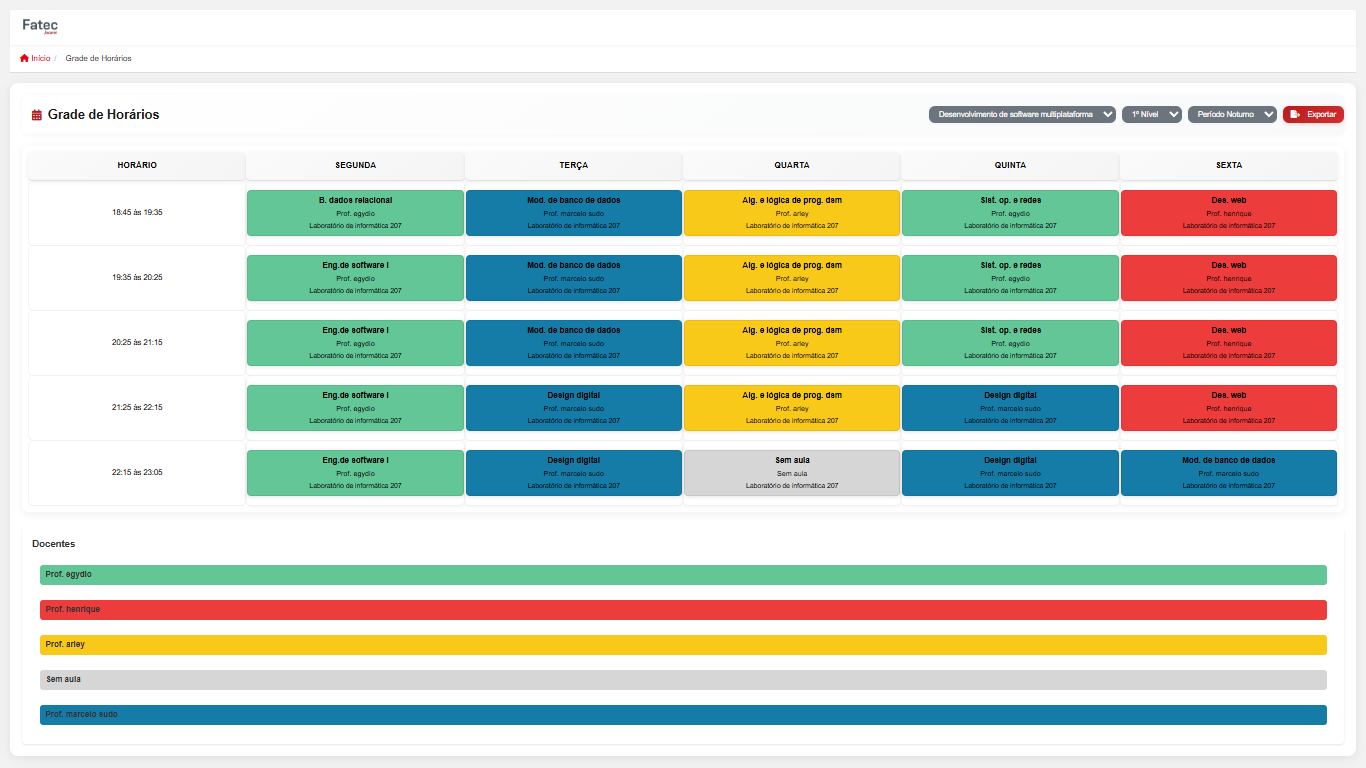 Fatec
Início / Grade de Horários
Grade de Horários
Desenvolvimento de software multiplataforma 1º Nível Período Noturno Exportar
HORÁRIO SEGUNDA TERÇA QUARTA QUINTA SEXTA
18:45 às 19:35
B. dados relacional
Prof. egydio
Laboratório de informática 207
Mod. de banco de dados
Prof. marcelo sudo
Laboratório de informática 207
Alg. e lógica de prog. dsm
Prof. arley
Laboratório de informática 207
Sist. op. e redes
Prof. egydio
Laboratório de informática 207
Des. web
Prof. henrique
Laboratório de informática 207
19:35 às 20:25
Eng.de software I
Prof. egydio
Laboratório de informática 207
Mod. de banco de dados
Prof. marcelo sudo
Laboratório de informática 207
Alg. e lógica de prog. dsm
Prof. arley
Laboratório de informática 207
Sist. op. e redes
Prof. egydio
Laboratório de informática 207
Des. web
Prof. henrique
Laboratório de informática 207
20:25 às 21:15
Eng.de software I
Prof. egydio
Laboratório de informática 207
Mod. de banco de dados
Prof. marcelo sudo
Laboratório de informática 207
Alg. e lógica de prog. dsm
Prof. arley
Laboratório de informática 207
Sist. op. e redes
Prof. egydio
Laboratório de informática 207
Des. web
Prof. henrique
Laboratório de informática 207
21:25 às 22:15
Eng.de software I
Prof. egydio
Laboratório de informática 207
Design digital
Prof. marcelo sudo
Laboratório de informática 207
Alg. e lógica de prog. dsm
Prof. arley
Laboratório de informática 207
Design digital
Prof. marcelo sudo
Laboratório de informática 207
Des. web
Prof. henrique
Laboratório de informática 207
22:15 às 23:05
Eng.de software I
Prof. egydio
Laboratório de informática 207
Design digital
Prof. marcelo sudo
Laboratório de informática 207
Sem aula
Sem aula
Laboratório de informática 207
Design digital
Prof. marcelo sudo
Laboratório de informática 207
Mod. de banco de dados
Prof. marcelo sudo
Laboratório de informática 207
Docentes
Prof. egydio
Prof. henrique
Prof. arley
Sem aula
Prof. marcelo sudo